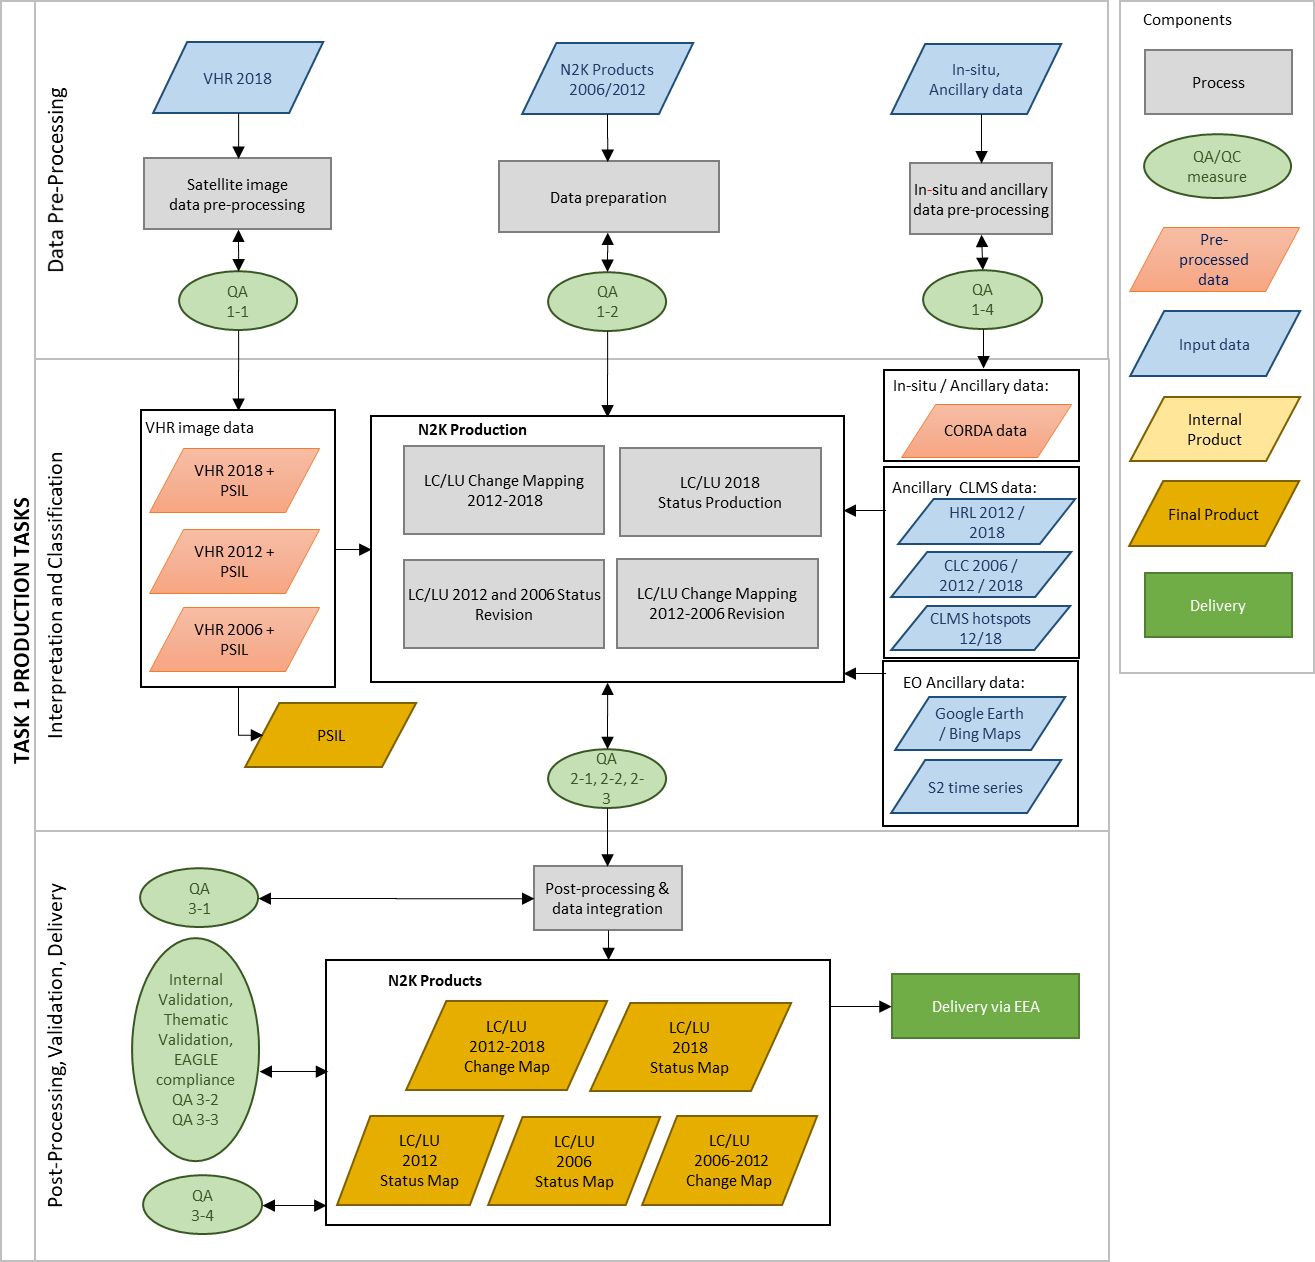 TASK 1 PRODUCTION TASKS
Data Pre-Processing
VHR 2018
N2K Products
2006/2012
In-situ,
Ancillary data
Satellite image
data pre-processing
Data preparation
In-situ and ancillary
data pre-processing
QA
1-1
QA
1-2
QA
1-4
Interpretation and Classification
VHR image data
VHR 2018 +
PSIL
VHR 2012 +
PSIL
VHR 2006 +
PSIL
PSIL
N2K Production
LC/LU Change Mapping
2012-2018
LC/LU 2018
Status Production
LC/LU 2012 and 2006 Status
Revision
LC/LU Change Mapping
2012-2006 Revision
QA
2-1, 2-2, 2-
3
In-situ / Ancillary data:
CORDA data
Ancillary CLMS data:
HRL 2012 /
2018
CLC 2006 /
2012 / 2018
CLMS hotspots
12/18
EO Ancillary data:
Google Earth
/ Bing Maps
S2 time series
Post-Processing, Validation, Delivery
QA
3-1
Post-processing &
data integration
Internal
Validation,
Thematic
Validation,
EAGLE
compliance
QA 3-2
QA 3-3
QA
3-4
N2K Products
LC/LU
2012-2018
Change Map
LC/LU
2018
Status Map
LC/LU
2012
Status Map
LC/LU
2006
Status Map
LC/LU
2006-2012
Change Map
Delivery via EEA
Components
Process
QA/QC
measure
Pre-
processed
data
Input data
Internal
Product
Final Product
Delivery